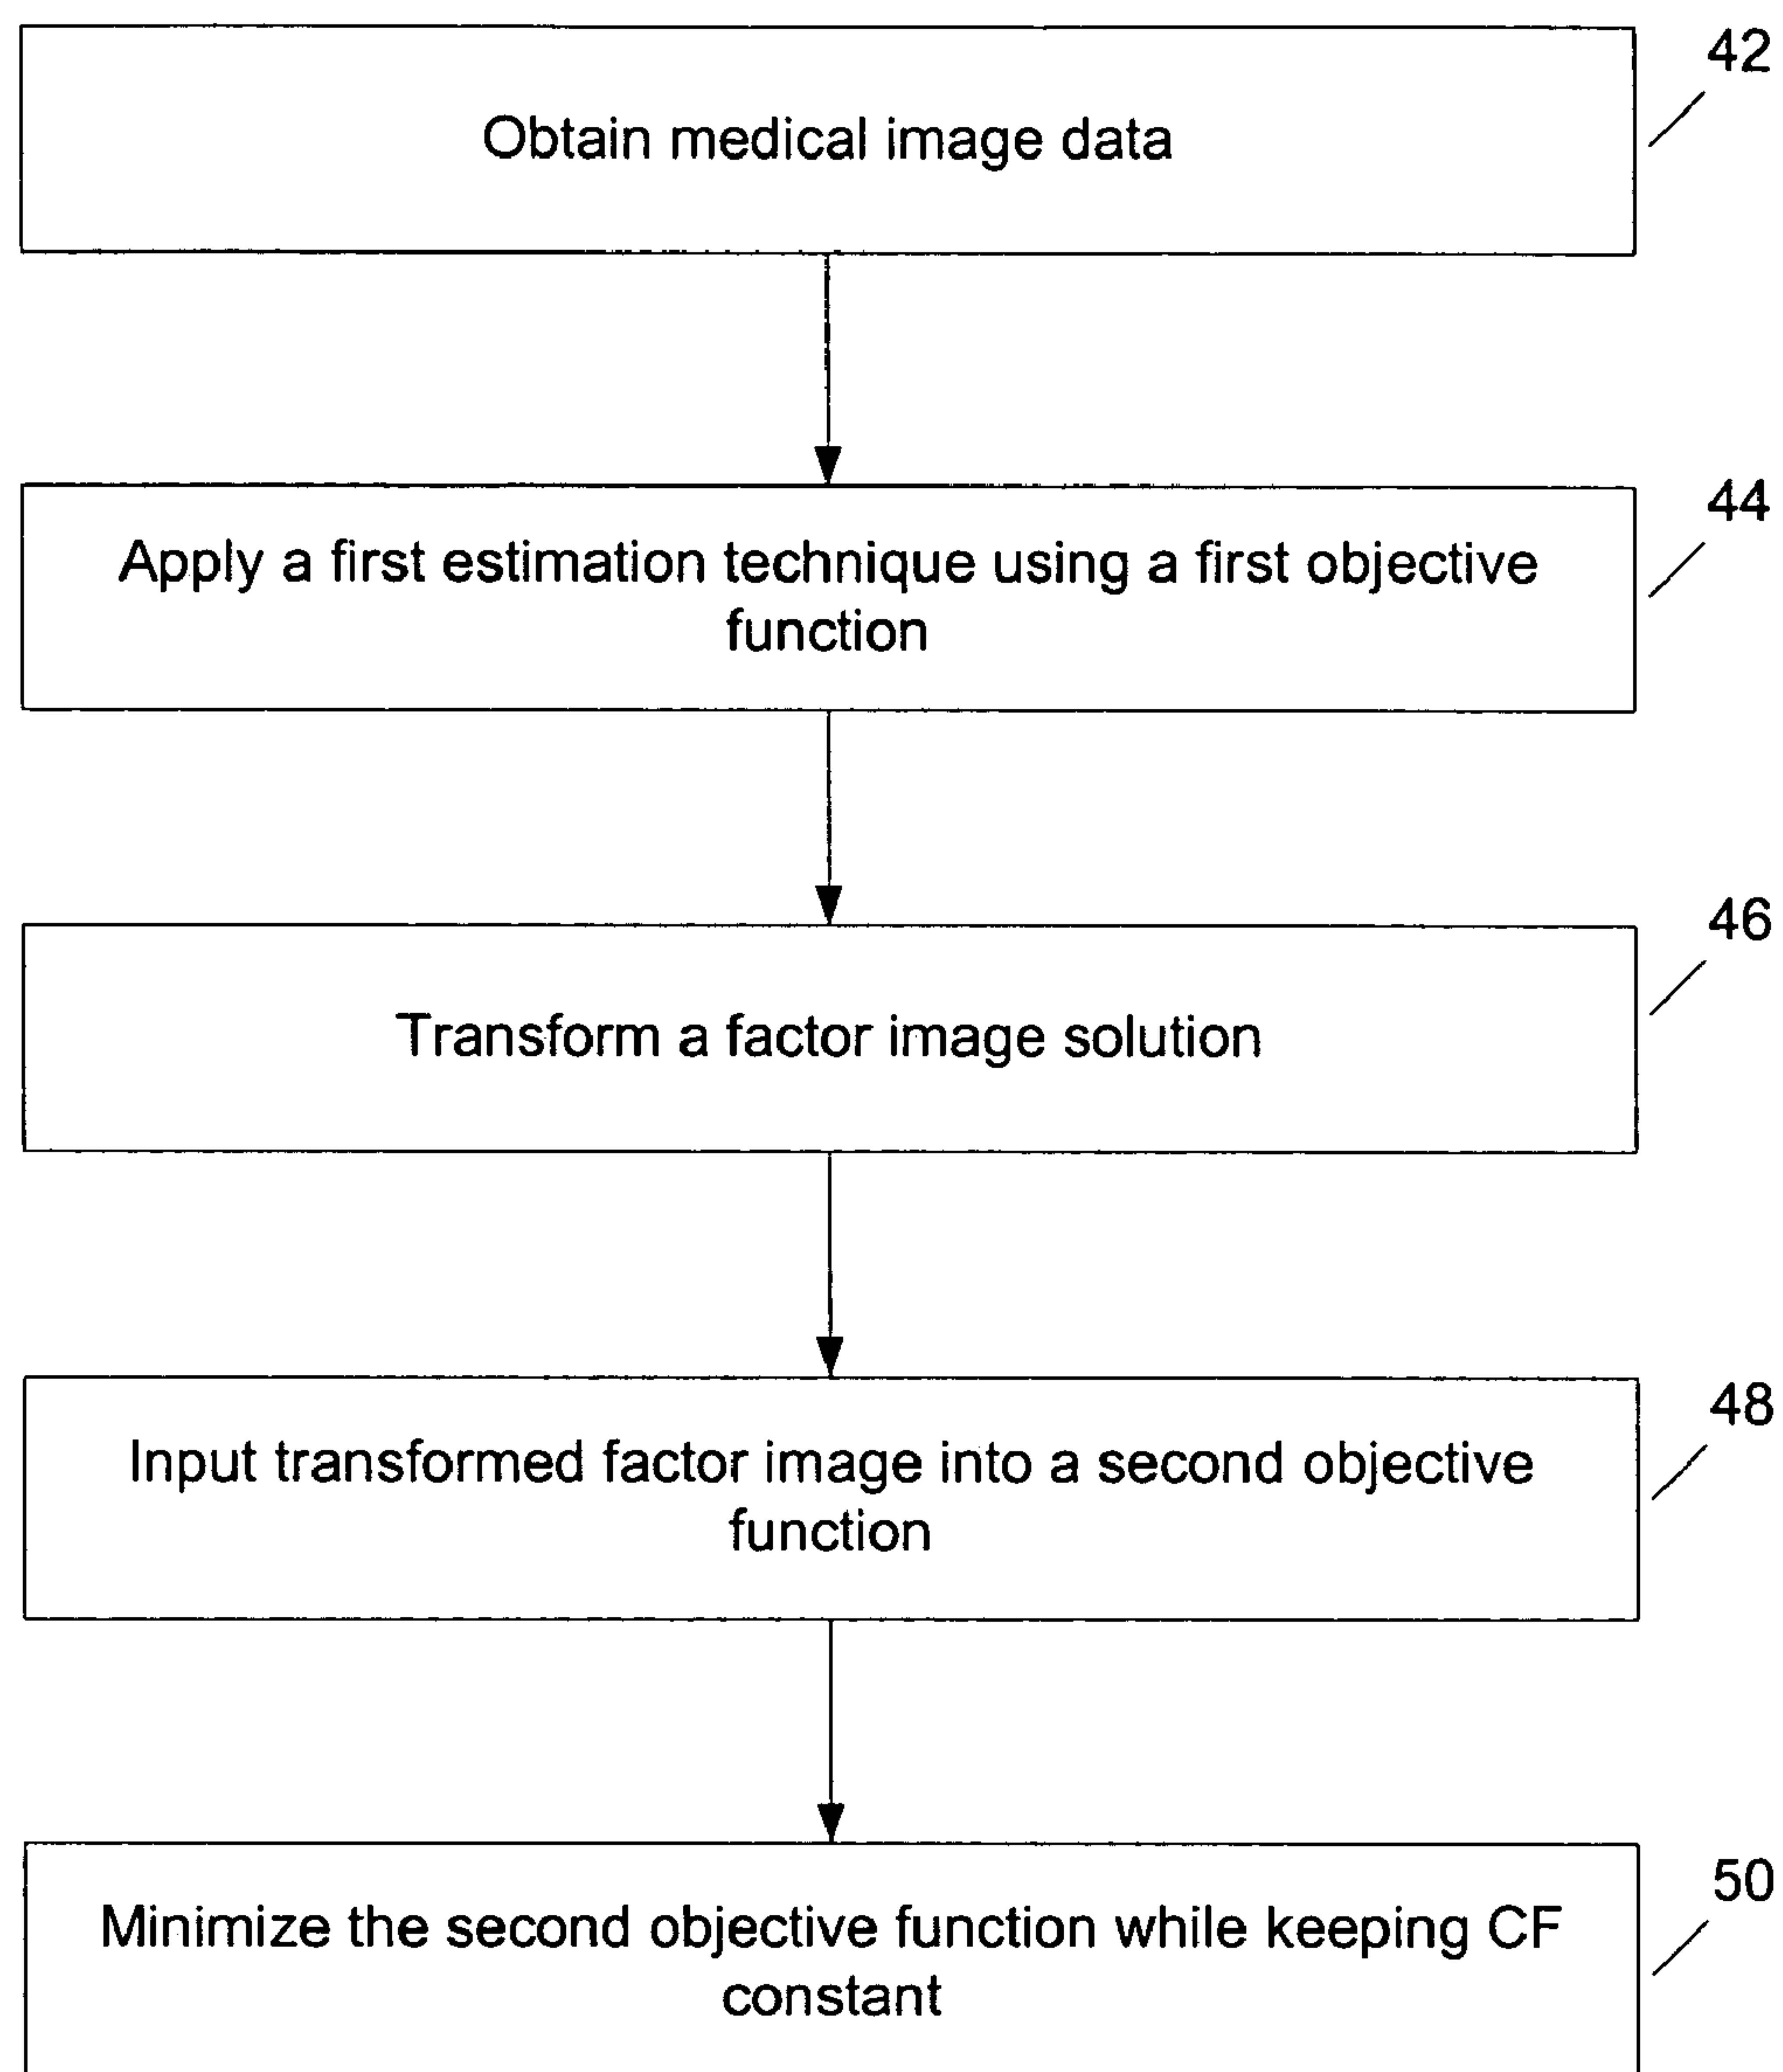 42
Obtain medical image data
44
Apply a first estimation technique using a first objective
function
46
Transform a factor image solution
48
Input transformed factor image into a second objective
function
50
Minimize the second objective function while keeping CF
constant